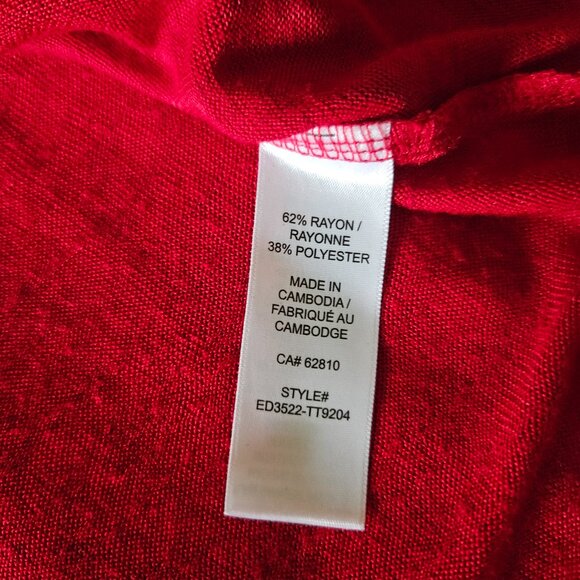 62% RAYON /
RAYONNE
38% POLYESTER
MADE IN
CAMBODIA /
FABRIQUÉ AU
CAMBODGE
CA# 62810
STYLE#
ED3522-TT9204